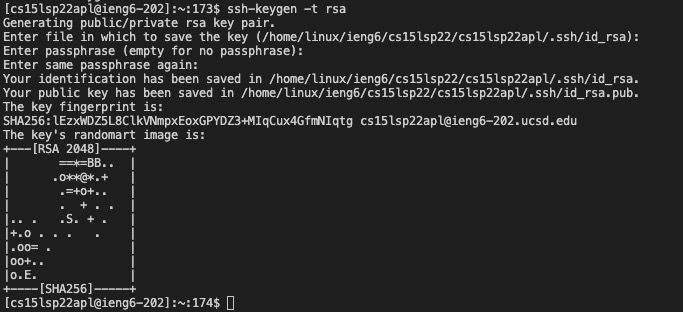 [cs15lsp22apl@ieng6-202]:~:173$ ssh-keygen -t rsa
Generating public/private rsa key pair.
Enter file in which to save the key (/home/linux/ieng6/cs15lsp22/cs15lsp22apl/.ssh/id_rsa):
Enter passphrase (empty for no passphrase):
Enter same passphrase again:
Your identification has been saved in /home/linux/ieng6/cs15lsp22/cs15lsp22apl/.ssh/id_rsa.
Your public key has been saved in /home/linux/ieng6/cs15lsp22/cs15lsp22apl/.ssh/id_rsa.pub.
The key fingerprint is:
SHA256:lEzxWDZ5L8ClkVNmpxEoxGPYDZ3+MIqCux4GfmNIqtg cs15lsp22apl@ieng6-202.ucsd.edu
The key's randomart image is:
+---[RSA 2048]----+
|       ==*=BB..  |
|      .o**@*.+   |
|       .=+o+..   |
|       .  + . .  |
|.. .   .S. + .   |
|+.o . . .   .    |
|.oo= .           |
|oo+..            |
|o.E.             |
+----[SHA256]-----+
[cs15lsp22apl@ieng6-202]:~:174$